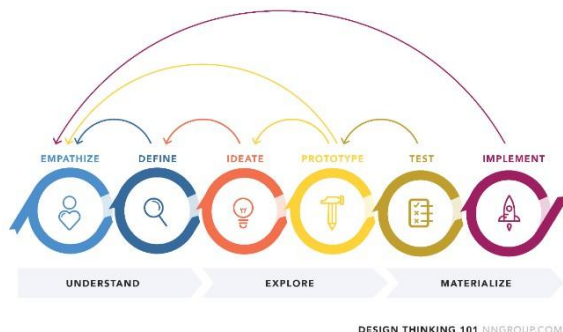 EMPATHIZE DEFINE IDEATE PROTOTYPE TEST IMPLEMENT
UNDERSTAND EXPLORE MATERIALIZE
DESIGN THINKING 101 NNGROUP.COM